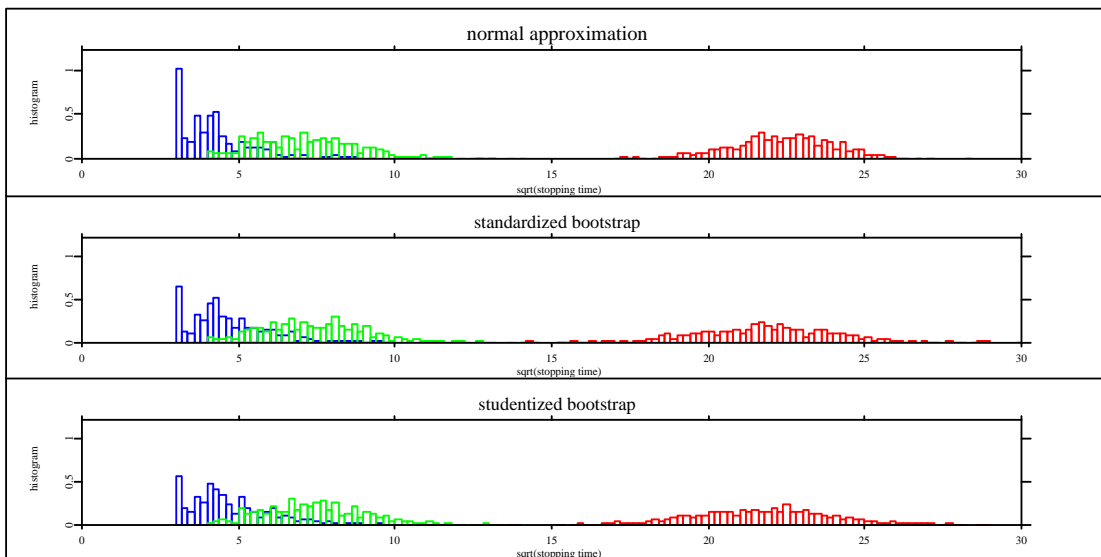 normal approximation
histogram
1
0.5
0
0 5 10 15 20 25 30
sqrt(stopping time)
standardized bootstrap
histogram
1
0.5
0
0 5 10 15 20 25 30
sqrt(stopping time)
studentized bootstrap
histogram
1
0.5
0
0 5 10 15 20 25 30
sqrt(stopping time)